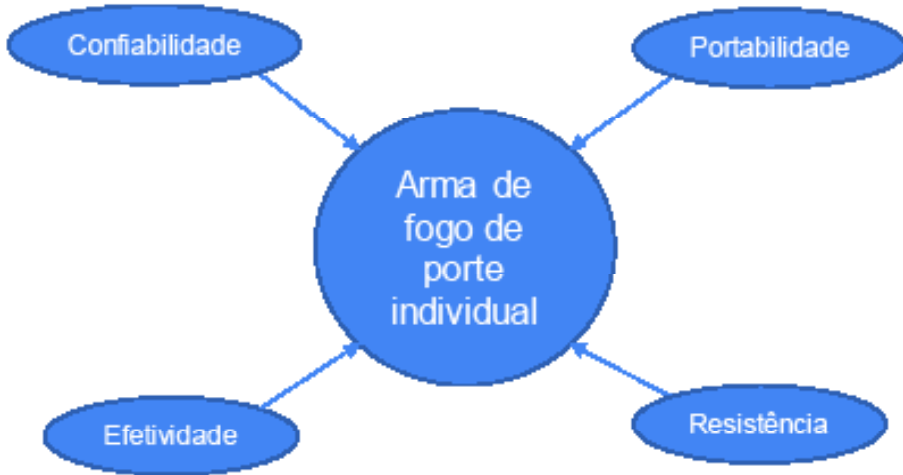 Confiabilidade
Portabilidade
Arma de
fogo de
porte
individual
Efetividade
Resistência